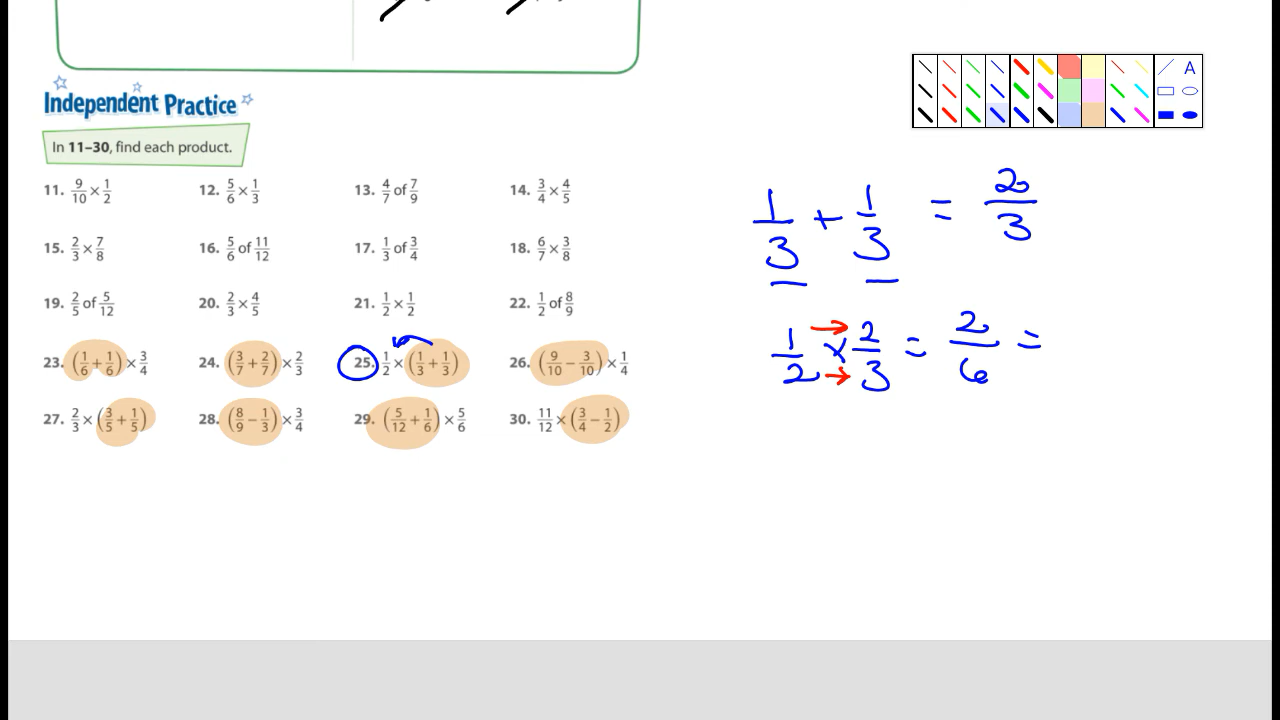 Independent Practice
In 11–30, find each product.
11. 9/10 × 1/2 12. 5/6 × 1/3 13. 4/7 of 7/9 14. 3/4 × 4/5
15. 2/3 × 7/8 16. 5/6 of 11/12 17. 1/3 of 3/4 18. 6/7 × 3/8
19. 2/5 of 5/12 20. 2/3 × 4/5 21. 1/2 × 1/2 22. 1/2 of 8/9
23. (1/6 + 1/6) × 3/4 24. (3/7 + 2/7) × 2/3 25. 1/2 × (1/3 + 1/3) 26. (9/10 − 3/10) × 1/4
27. 2/3 × (3/5 + 1/5) 28. (8/9 − 1/3) × 3/4 29. (5/12 + 1/6) × 5/6 30. 11/12 × (3/4 − 1/2)
A
1/3 + 1/3 = 2/3
1/2 × 2/3 = 2/6 =